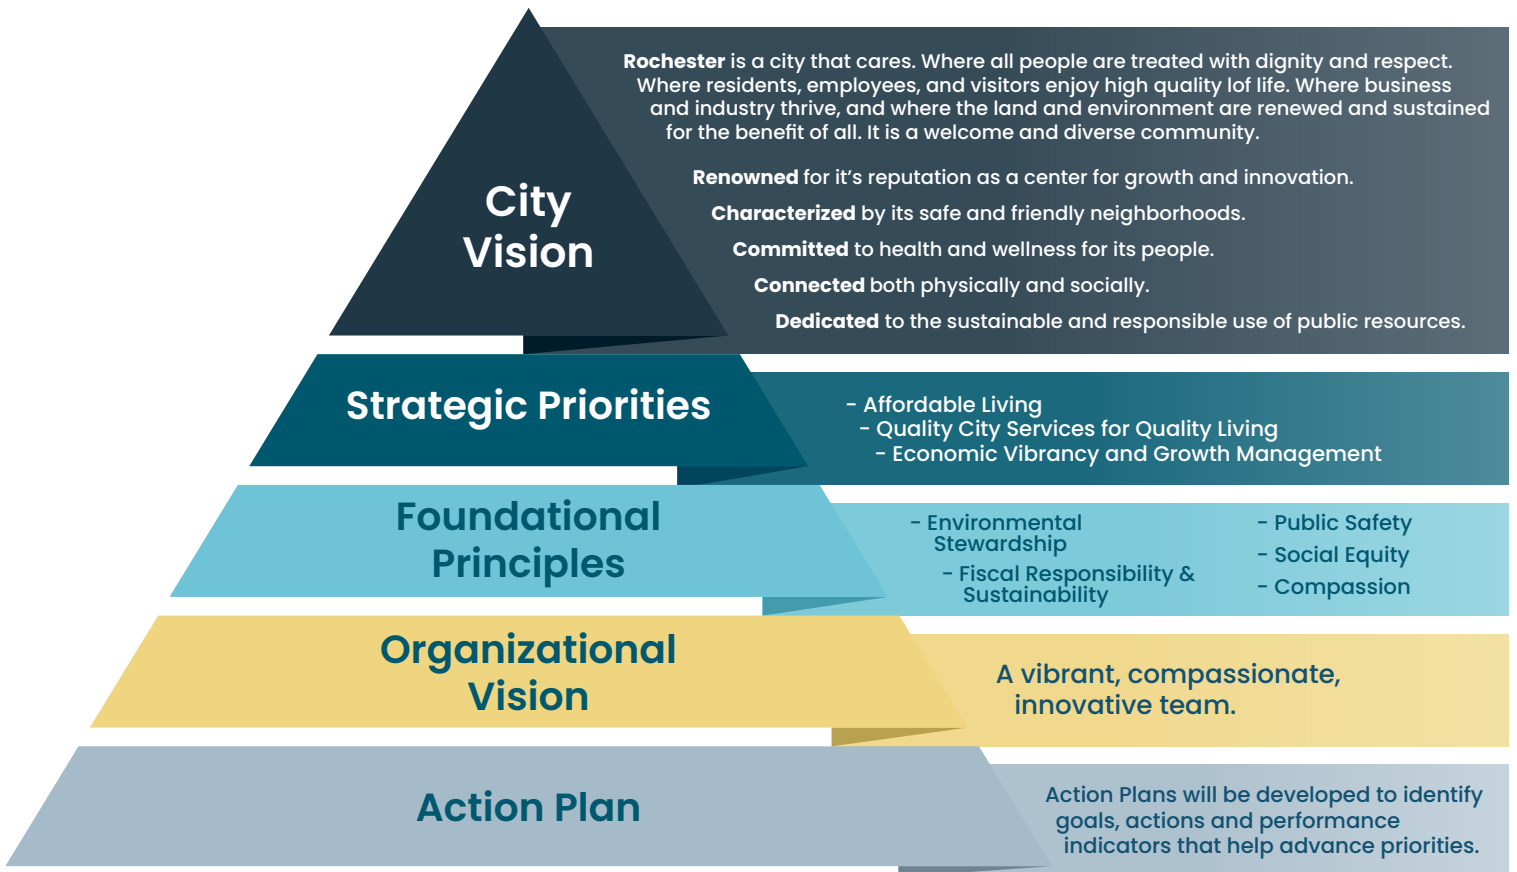 City
Vision
Rochester is a city that cares. Where all people are treated with dignity and respect.
Where residents, employees, and visitors enjoy high quality lof life. Where business
and industry thrive, and where the land and environment are renewed and sustained
for the benefit of all. It is a welcome and diverse community.
Renowned for it’s reputation as a center for growth and innovation.
Characterized by its safe and friendly neighborhoods.
Committed to health and wellness for its people.
Connected both physically and socially.
Dedicated to the sustainable and responsible use of public resources.
Strategic Priorities
- Affordable Living
- Quality City Services for Quality Living
- Economic Vibrancy and Growth Management
Foundational
Principles
- Environmental
Stewardship
- Fiscal Responsibility &
Sustainability
- Public Safety
- Social Equity
- Compassion
Organizational
Vision
A vibrant, compassionate,
innovative team.
Action Plan
Action Plans will be developed to identify
goals, actions and performance
indicators that help advance priorities.